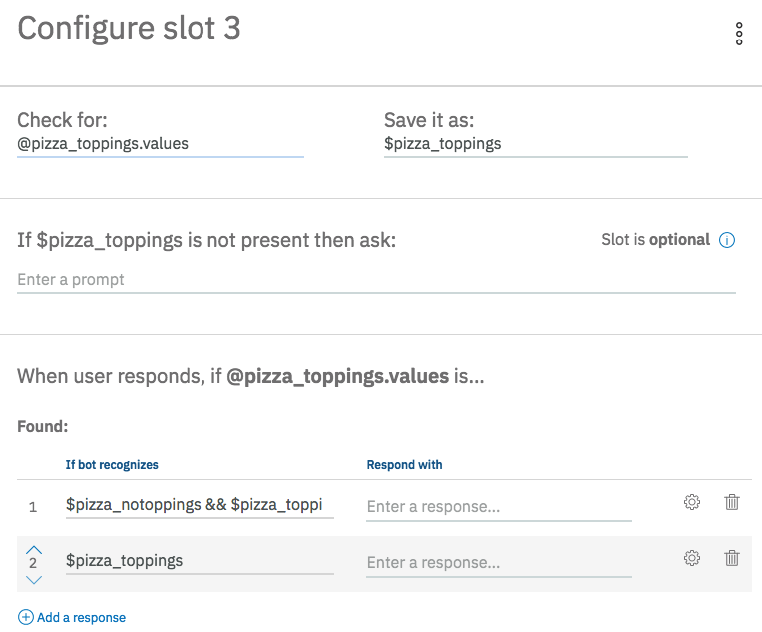 Configure slot 3
Check for:
Save it as:
@pizza_toppings.values
$pizza_toppings
If $pizza_toppings is not present then ask:
Slot is optional
Enter a prompt
When user responds, if @pizza_toppings.values is...
Found:
If bot recognizes
Respond with
1
$pizza_notoppings && $pizza_toppi
Enter a response...
2
$pizza_toppings
Enter a response...
Add a response